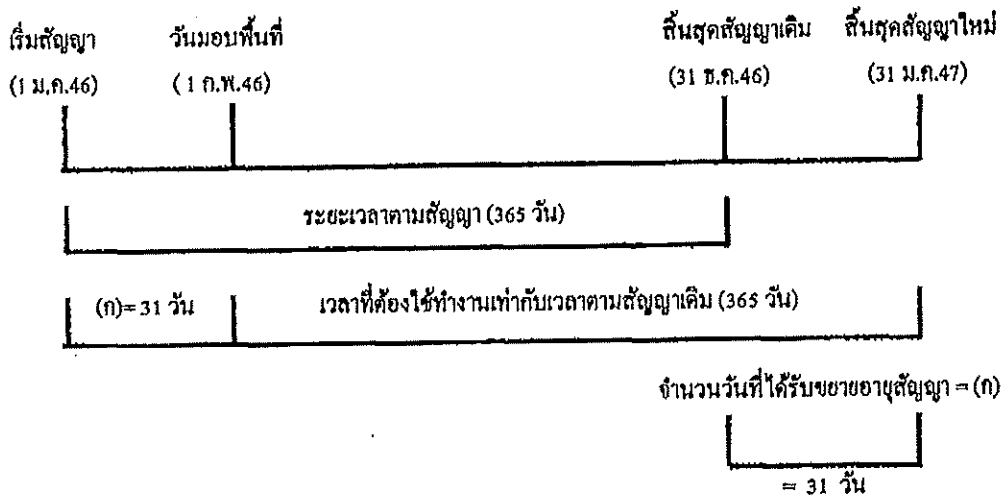 เริ่มสัญญา วันมอบพื้นที่ สิ้นสุดสัญญาเดิม สิ้นสุดสัญญาใหม่
(1 ม.ค.46) (1 ก.พ.46) (31 ธ.ค.46) (31 ม.ค.47)
ระยะเวลาตามสัญญา (365 วัน)
(ก)= 31 วัน เวลาที่ต้องใช้ทำงานเท่ากับเวลาตามสัญญาเดิม (365 วัน)
จำนวนวันที่ได้รับขยายอายุสัญญา = (ก)
= 31 วัน